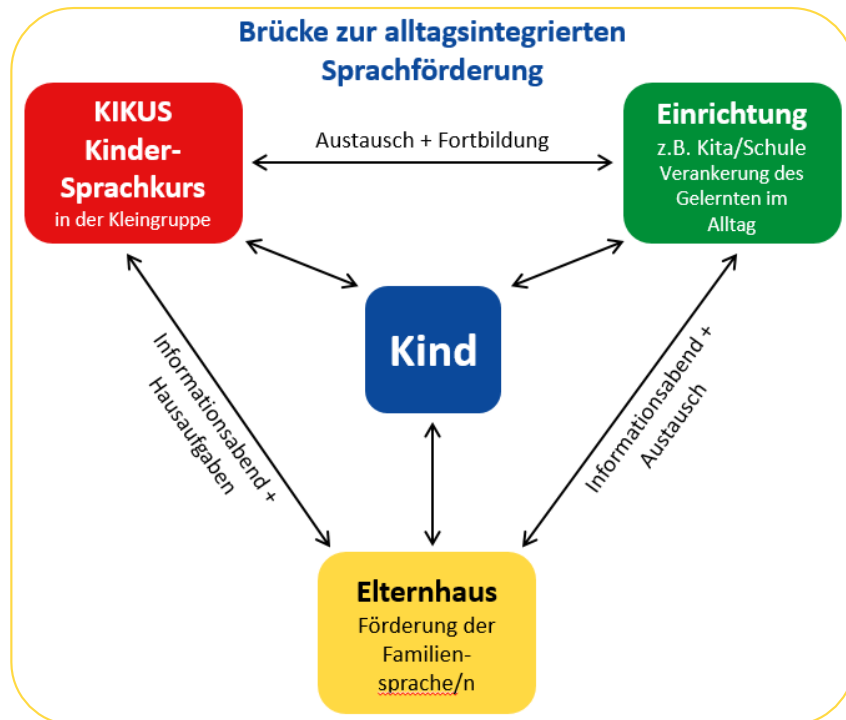 Brücke zur alltagsintegrierten
Sprachförderung
KIKUS
Kinder-
Sprachkurs
in der Kleingruppe
Austausch + Fortbildung
Einrichtung
z.B. Kita/Schule
Verankerung des
Gelernten im
Alltag
Kind
Informationsabend +
Hausaufgaben
Informationsabend +
Austausch
Elternhaus
Förderung der
Familien-
sprache/n